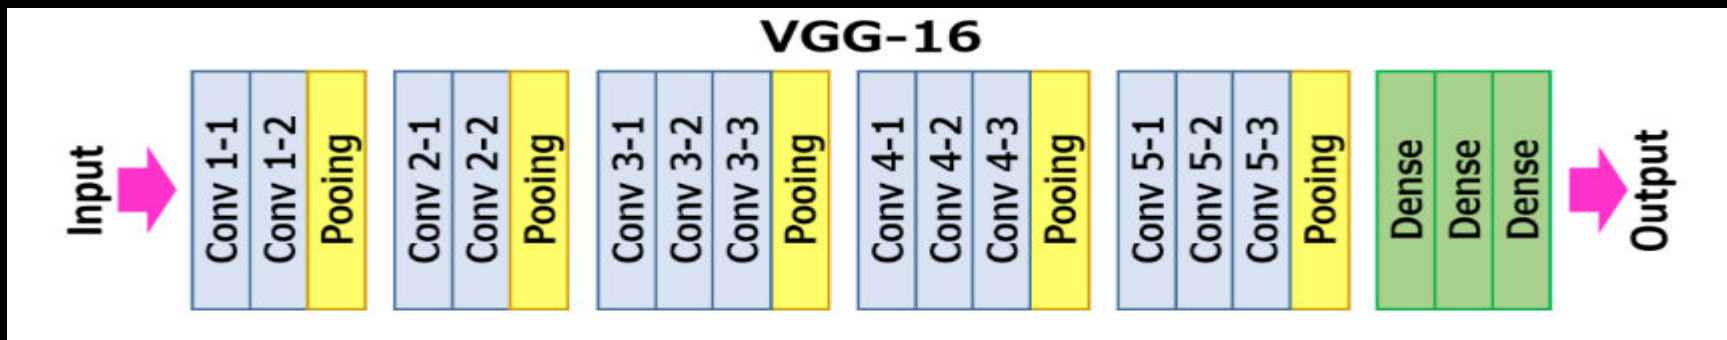 VGG-16
Input
Conv 1-1
Conv 1-2
Pooing
Conv 2-1
Conv 2-2
Pooing
Conv 3-1
Conv 3-2
Conv 3-3
Pooing
Conv 4-1
Conv 4-2
Conv 4-3
Pooing
Conv 5-1
Conv 5-2
Conv 5-3
Pooing
Dense
Dense
Dense
Output